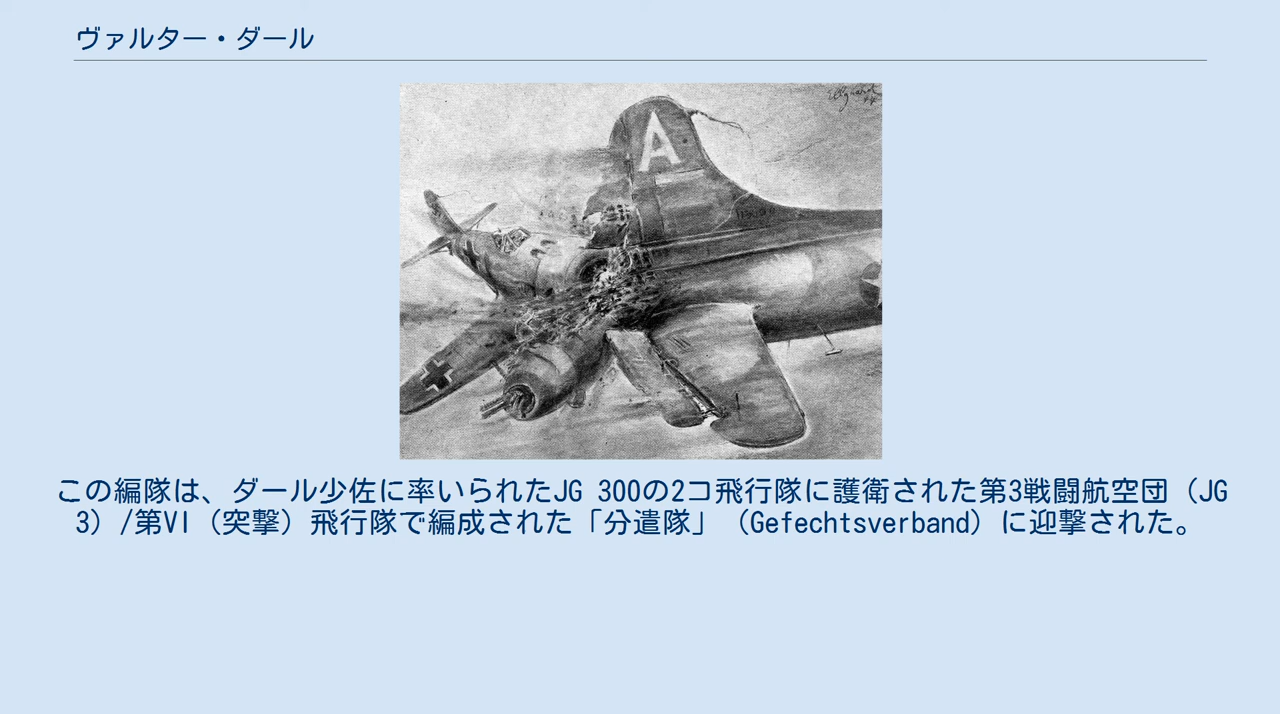 ヴァルター・ダール
A
この編隊は、ダール少佐に率いられたJG 300の2コ飛行隊に護衛された第3戦闘航空団（JG
3）/第VI（突撃）飛行隊で編成された「分遣隊」（Gefechtsverband）に迎撃された。